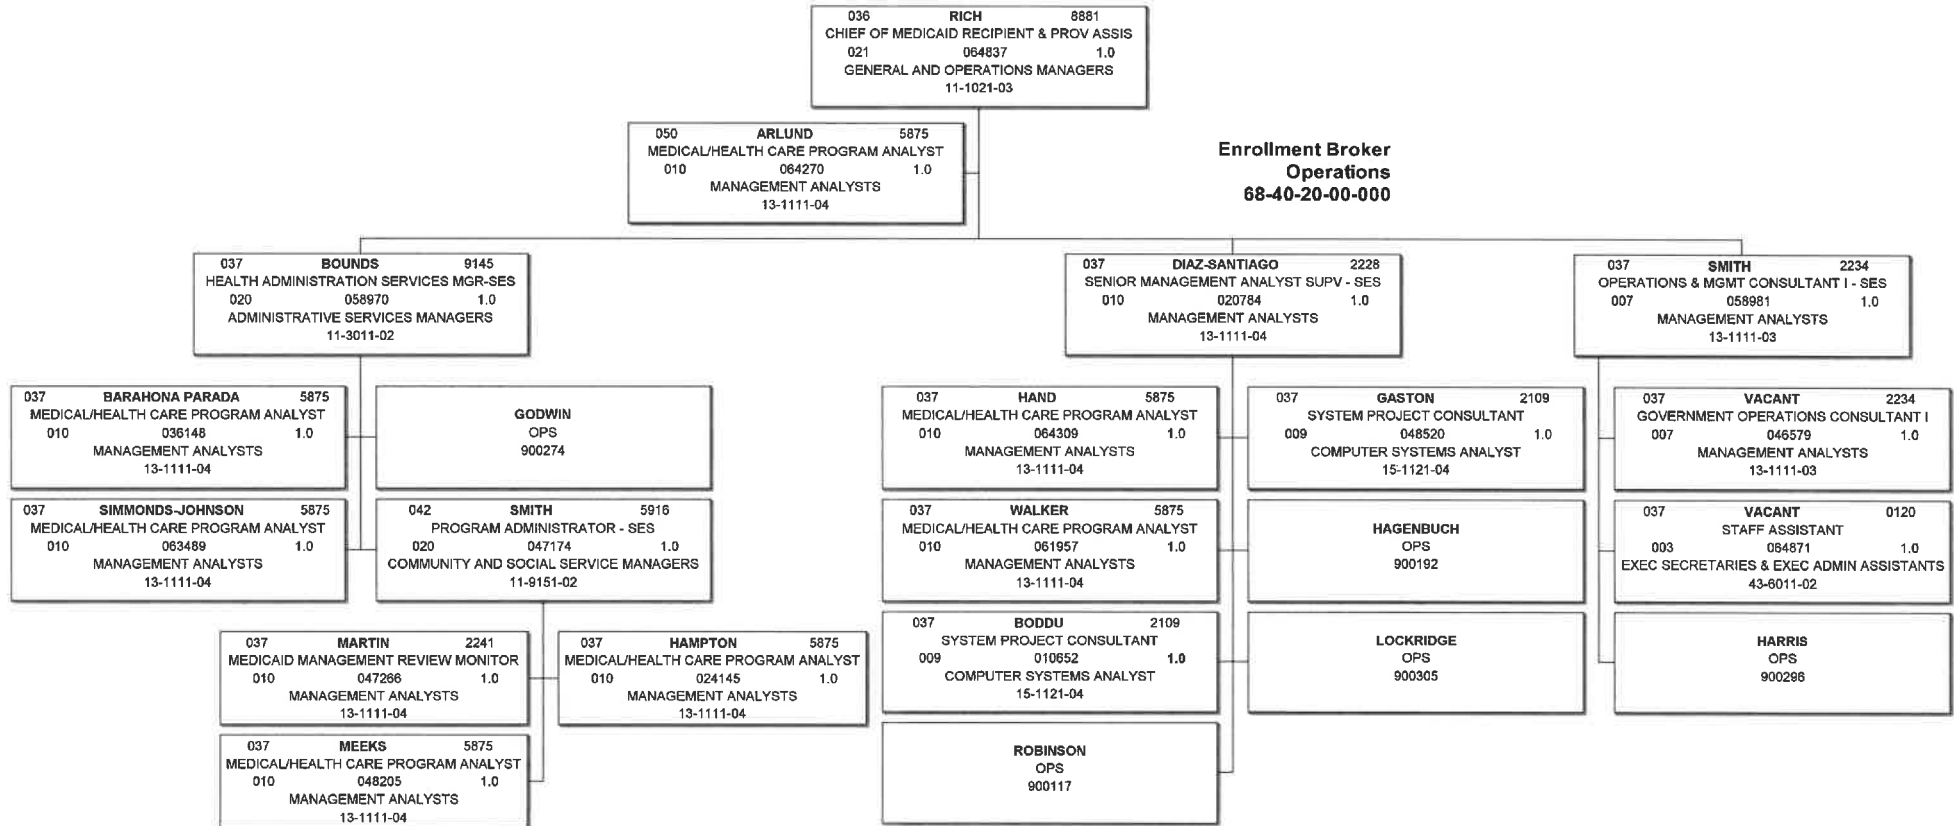 036 RICH 8881
CHIEF OF MEDICAID RECIPIENT & PROV ASSIS
021 064837 1.0
GENERAL AND OPERATIONS MANAGERS
11-1021-03
050 ARLUND 5875
MEDICAL/HEALTH CARE PROGRAM ANALYST
010 064270 1.0
MANAGEMENT ANALYSTS
13-1111-04
Enrollment Broker
Operations
68-40-20-00-000
037 BOUNDS 9145
HEALTH ADMINISTRATION SERVICES MGR-SES
020 058970 1.0
ADMINISTRATIVE SERVICES MANAGERS
11-3011-02
037 DIAZ-SANTIAGO 2228
SENIOR MANAGEMENT ANALYST SUPV - SES
010 020784 1.0
MANAGEMENT ANALYSTS
13-1111-04
037 SMITH 2234
OPERATIONS & MGMT CONSULTANT I - SES
007 058981 1.0
MANAGEMENT ANALYSTS
13-1111-03
037 BARAHONA PARADA 5875
MEDICAL/HEALTH CARE PROGRAM ANALYST
010 036148 1.0
MANAGEMENT ANALYSTS
13-1111-04
GODWIN
OPS
900274
037 HAND 5875
MEDICAL/HEALTH CARE PROGRAM ANALYST
010 064309 1.0
MANAGEMENT ANALYSTS
13-1111-04
037 GASTON 2109
SYSTEM PROJECT CONSULTANT
009 048520 1.0
COMPUTER SYSTEMS ANALYST
15-1121-04
037 VACANT 2234
GOVERNMENT OPERATIONS CONSULTANT I
007 046579 1.0
MANAGEMENT ANALYSTS
13-1111-03
037 SIMMONDS-JOHNSON 5875
MEDICAL/HEALTH CARE PROGRAM ANALYST
010 063489 1.0
MANAGEMENT ANALYSTS
13-1111-04
042 SMITH 5916
PROGRAM ADMINISTRATOR - SES
020 047174 1.0
COMMUNITY AND SOCIAL SERVICE MANAGERS
11-9151-02
037 WALKER 5875
MEDICAL/HEALTH CARE PROGRAM ANALYST
010 061957 1.0
MANAGEMENT ANALYSTS
13-1111-04
HAGENBUCH
OPS
900192
037 VACANT 0120
STAFF ASSISTANT
003 064871 1.0
EXEC SECRETARIES & EXEC ADMIN ASSISTANTS
43-6011-02
037 MARTIN 2241
MEDICAID MANAGEMENT REVIEW MONITOR
010 047266 1.0
MANAGEMENT ANALYSTS
13-1111-04
037 HAMPTON 5875
MEDICAL/HEALTH CARE PROGRAM ANALYST
010 024145 1.0
MANAGEMENT ANALYSTS
13-1111-04
037 BODDU 2109
SYSTEM PROJECT CONSULTANT
009 010652 1.0
COMPUTER SYSTEMS ANALYST
15-1121-04
LOCKRIDGE
OPS
900305
HARRIS
OPS
900296
037 MEEKS 5875
MEDICAL/HEALTH CARE PROGRAM ANALYST
010 048205 1.0
MANAGEMENT ANALYSTS
13-1111-04
ROBINSON
OPS
900117